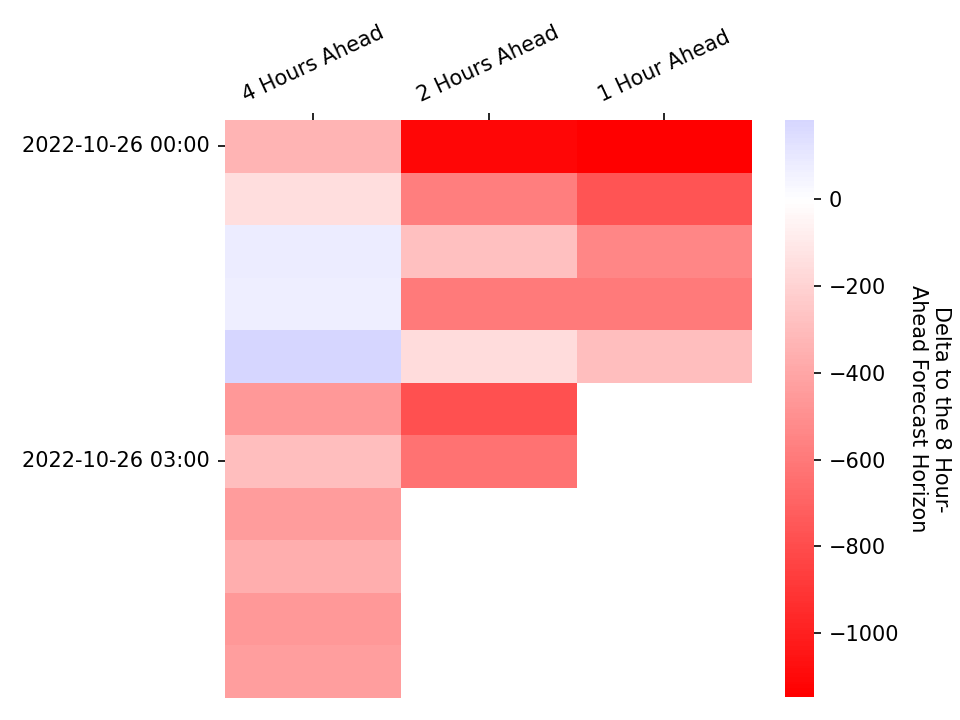 4 Hours Ahead
2 Hours Ahead
1 Hour Ahead
2022-10-26 00:00
2022-10-26 03:00
0
−200
−400
−600
−800
−1000
Delta to the 8 Hour-
Ahead Forecast Horizon